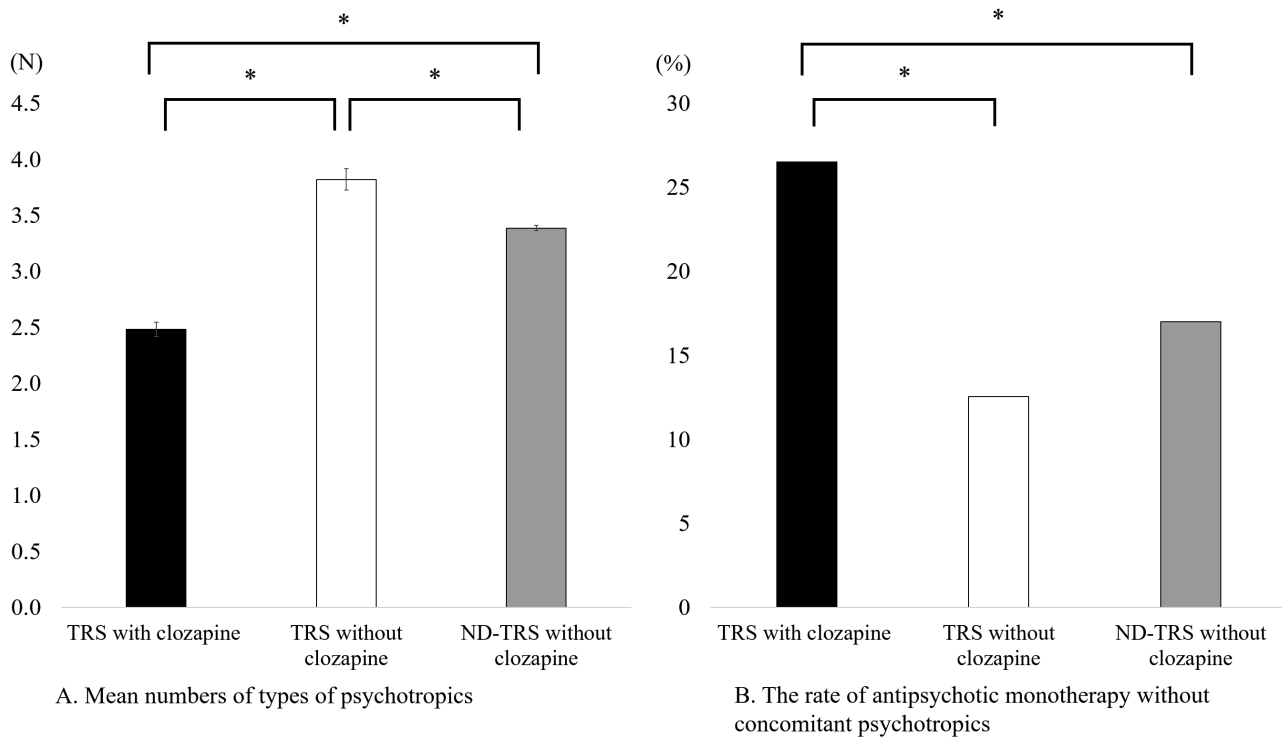 *
(N)
*
*
4.5
4.0
3.5
3.0
2.5
2.0
1.5
1.0
0.5
0.0
TRS with clozapine
TRS without
clozapine
ND-TRS without
clozapine
A. Mean numbers of types of psychotropics
*
(%)
*
30
25
20
15
10
5
0
TRS with clozapine
TRS without
clozapine
ND-TRS without
clozapine
B. The rate of antipsychotic monotherapy without
concomitant psychotropics